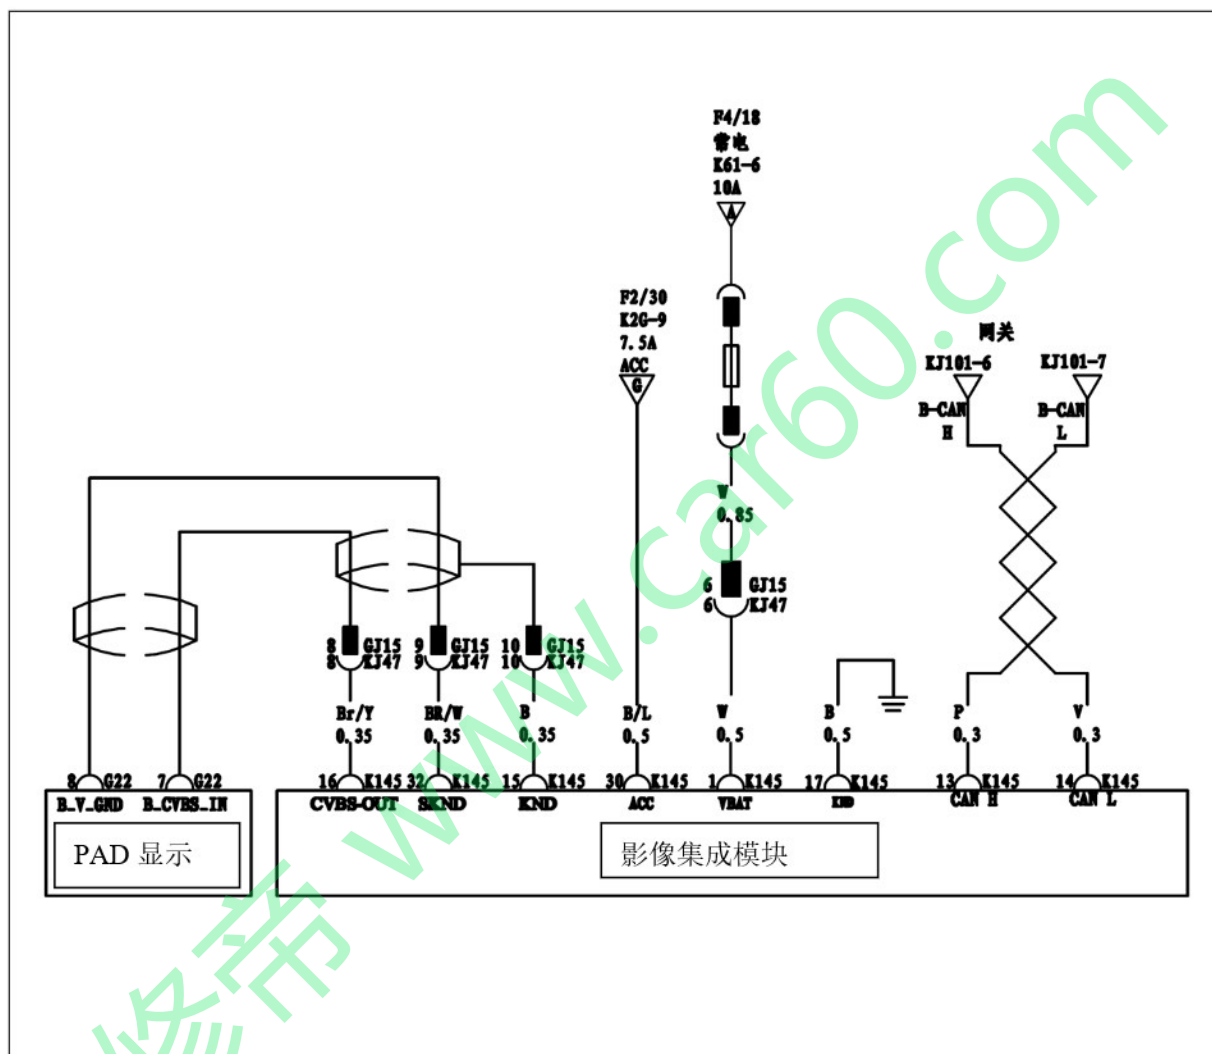 F4/18
常电
K61-6
10A
A
F2/30
K2G-9
7.5A
ACC
G
网关
KJ101-6
KJ101-7
B-CAN
H
B-CAN
L
W
0.85
6 GJ15
6 KJ47
8 GJ15
8 KJ47
9 GJ15
9 KJ47
10 GJ15
10 KJ47
Br/Y
0.35
BR/W
0.35
B
0.35
B/L
0.5
W
0.5
B
0.5
P
0.3
V
0.3
8 G22
7 G22
16 K145
32 K145
15 K145
30 K145
1 K145
17 K145
13 K145
14 K145
B_V_GND
B_CVBS_IN
CVBS-OUT
SKND
KND
ACC
VBAT
KND
CAN H
CAN L
PAD 显示
影像集成模块
修帝 www.car60.com